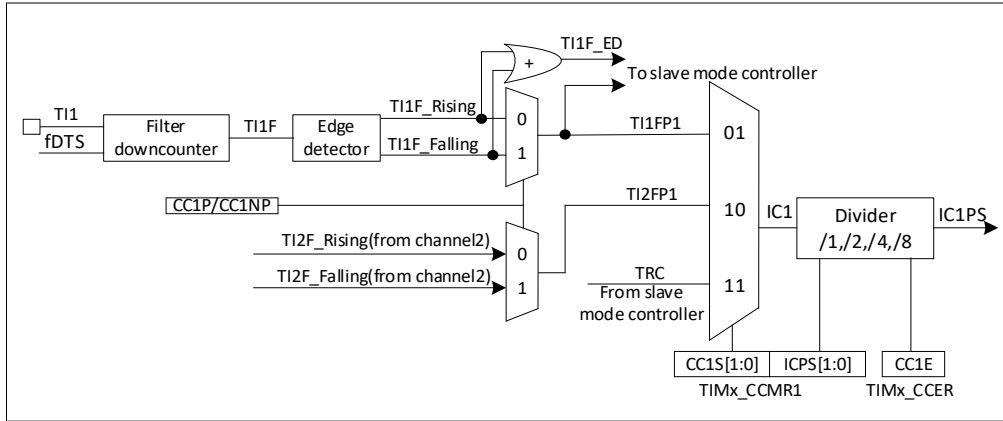 TI1F_ED
+
To slave mode controller
TI1
fDTS
Filter
downcounter
TI1F
Edge
detector
TI1F_Rising
TI1F_Falling
0
1
TI1FP1
01
CC1P/CC1NP
TI2FP1
10
IC1
Divider
/1,/2,/4,/8
IC1PS
TI2F_Rising(from channel2)
0
TI2F_Falling(from channel2)
1
TRC
From slave
mode controller
11
CC1S[1:0]
ICPS[1:0]
CC1E
TIMx_CCMR1
TIMx_CCER